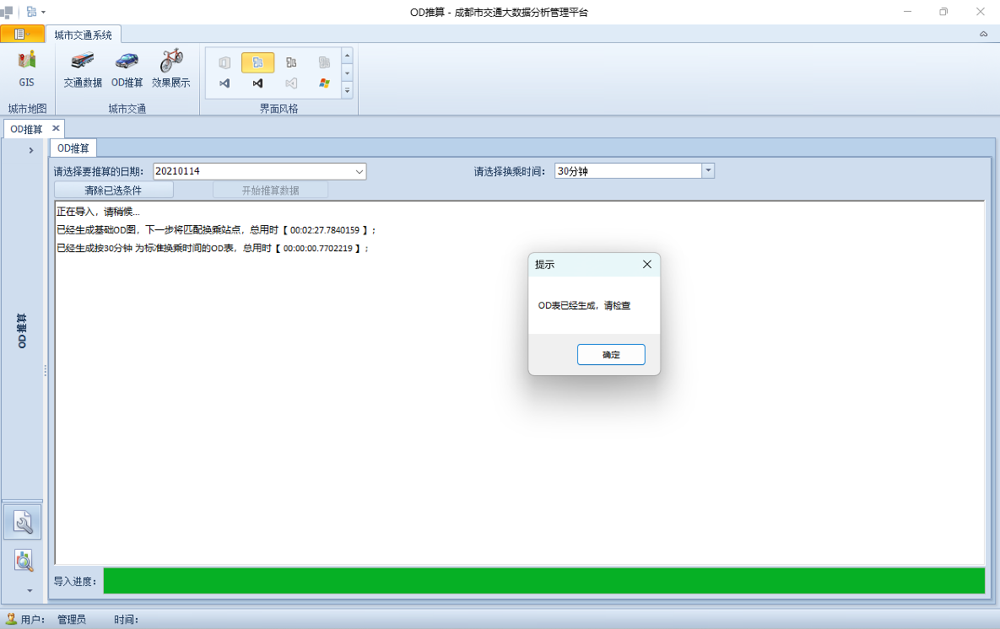 OD推算 - 成都市交通大数据分析管理平台
城市交通系统
GIS
交通数据 OD推算 效果展示
城市地图 城市交通 界面风格
OD推算
OD推算
请选择要推算的日期： 20210114 请选择换乘时间： 30分钟
清除已选条件 开始推算数据
正在导入，请稍候...
已经生成基础OD图，下一步将匹配换乘站点，总用时【 00:02:27.7840159 】；
已经生成按30分钟 为标准换乘时间的OD表，总用时【 00:00:00.7702219 】；
提示
OD表已经生成，请检查
确定
OD推算
导入进度：
用户： 管理员 时间：